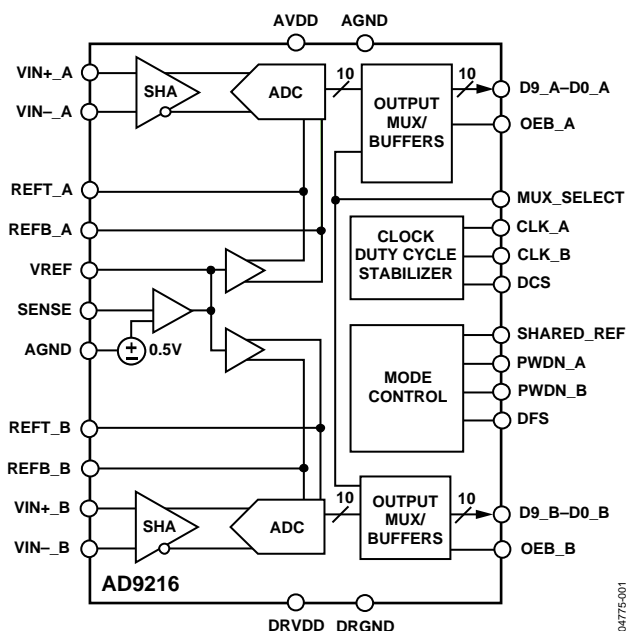 AVDD AGND
VIN+_A
VIN–_A
SHA
ADC
10
OUTPUT
MUX/
BUFFERS
10
D9_A–D0_A
OEB_A
REFT_A
REFB_A
VREF
SENSE
AGND
0.5V
MUX_SELECT
CLOCK
DUTY CYCLE
STABILIZER
CLK_A
CLK_B
DCS
MODE
CONTROL
SHARED_REF
PWDN_A
PWDN_B
DFS
REFT_B
REFB_B
VIN+_B
VIN–_B
SHA
ADC
10
OUTPUT
MUX/
BUFFERS
10
D9_B–D0_B
OEB_B
AD9216
DRVDD DRGND
04775-001